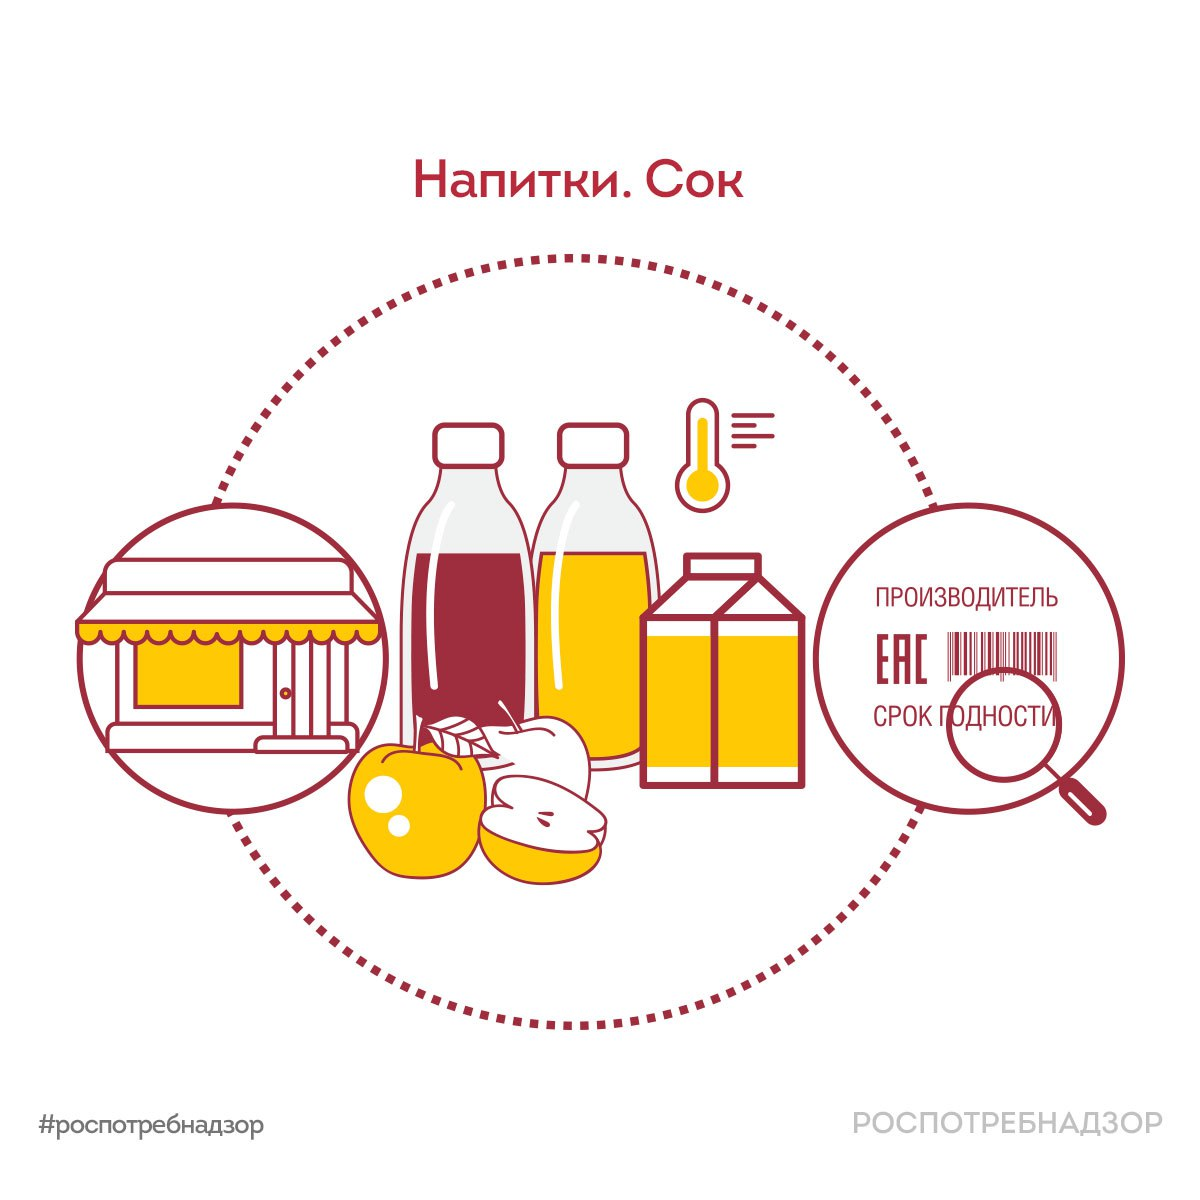 Напитки. Сок
ПРОИЗВОДИТЕЛЬ
ЕАС
СРОК ГОДНОСТИ
#роспотребнадзор
РОСПОТРЕБНАДЗОР